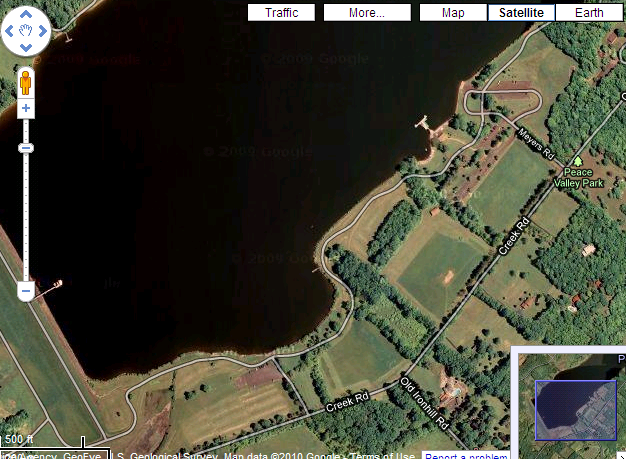 Traffic
More...
Map
Satellite
Earth
© 2009 Google
© 2009 Google
© 2009 Google
© 2009 Google
Meyers Rd
Peace
Valley Park
Creek Rd
Creek Rd
Old Ironhill Rd
500 ft
Agency, GeoEye, U.S. Geological Survey, Map data ©2010 Google - Terms of Use
Report a problem